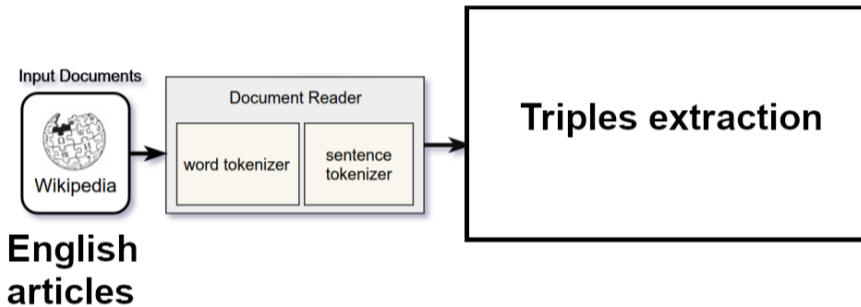 Input Documents
Wikipedia
English
articles
Document Reader
word tokenizer
sentence
tokenizer
Triples extraction